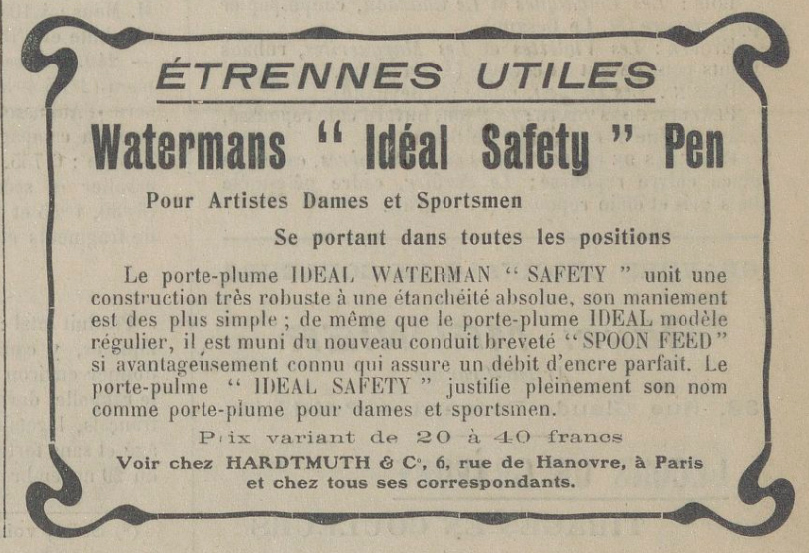 ÉTRENNES UTILES
Watermans “ Idéal Safety ” Pen
Pour Artistes Dames et Sportsmen
Se portant dans toutes les positions
Le porte-plume IDEAL WATERMAN “ SAFETY ” unit une
construction très robuste à une étanchéité absolue, son maniement
est des plus simple ; de même que le porte-plume IDEAL modèle
régulier, il est muni du nouveau conduit breveté “ SPOON FEED ”
si avantageusement connu qui assure un débit d’encre parfait. Le
porte-pulme “ IDEAL SAFETY ” justifie pleinement son nom
comme porte-plume pour dames et sportsmen.
Prix variant de 20 à 40 francs
Voir chez HARDTMUTH & Cº, 6, rue de Hanovre, à Paris
et chez tous ses correspondants.